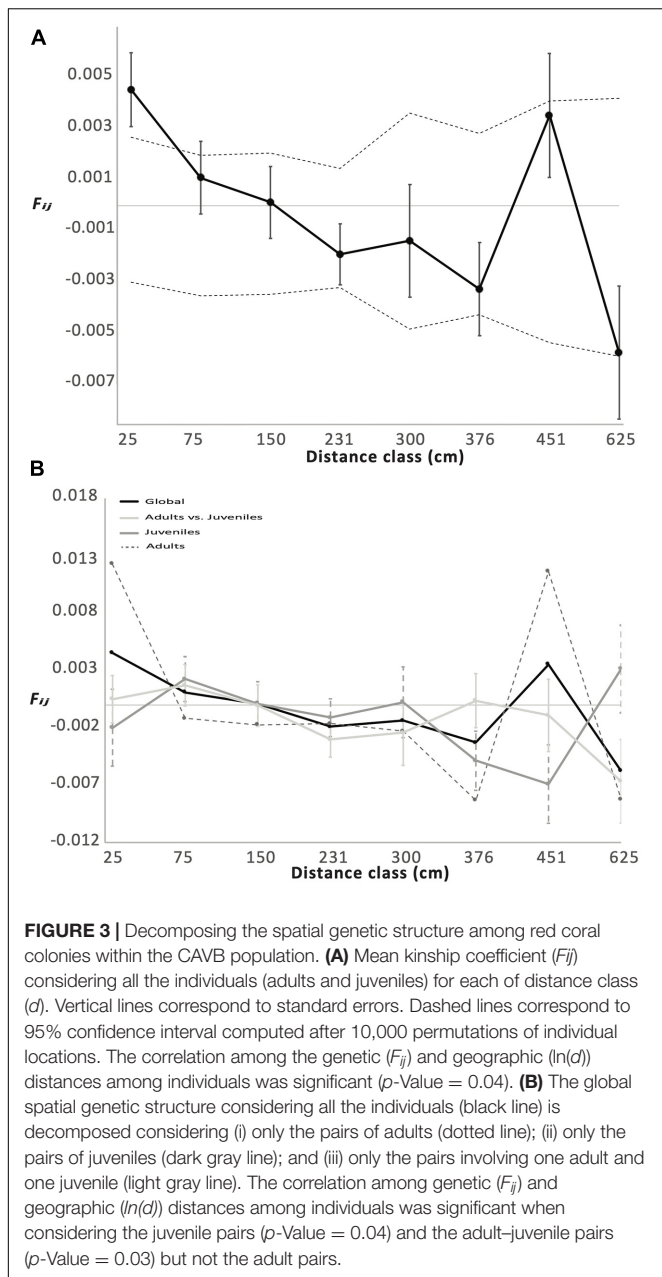 A
0.005
0.003
0.001
Fij
-0.001
-0.003
-0.005
-0.007
25 75 150 231 300 376 451 625
Distance class (cm)
B
0.018
Global
Adults vs. Juveniles
Juveniles
Adults
0.013
0.008
0.003
Fij
-0.002
-0.007
-0.012
25 75 150 231 300 376 451 625
Distance class (cm)
FIGURE 3 | Decomposing the spatial genetic structure among red coral
colonies within the CAVB population. (A) Mean kinship coefficient (Fij)
considering all the individuals (adults and juveniles) for each of distance class
(d). Vertical lines correspond to standard errors. Dashed lines correspond to
95% confidence interval computed after 10,000 permutations of individual
locations. The correlation among the genetic (Fij) and geographic (ln(d))
distances among individuals was significant (p-Value = 0.04). (B) The global
spatial genetic structure considering all the individuals (black line) is
decomposed considering (i) only the pairs of adults (dotted line); (ii) only the
pairs of juveniles (dark gray line); and (iii) only the pairs involving one adult and
one juvenile (light gray line). The correlation among genetic (Fij) and
geographic (ln(d)) distances among individuals was significant when
considering the juvenile pairs (p-Value = 0.04) and the adult–juvenile pairs
(p-Value = 0.03) but not the adult pairs.